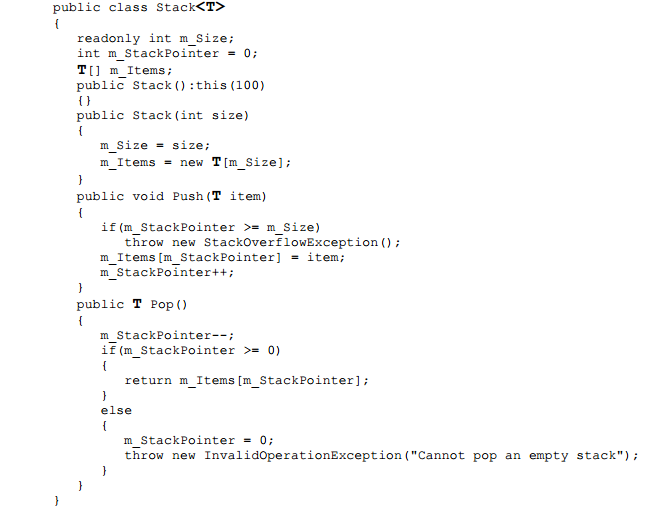 public class Stack<T>
{
readonly int m_Size;
int m_StackPointer = 0;
T[] m_Items;
public Stack():this(100)
{}
public Stack(int size)
{
m_Size = size;
m_Items = new T[m_Size];
}
public void Push(T item)
{
if(m_StackPointer >= m_Size)
throw new StackOverflowException();
m_Items[m_StackPointer] = item;
m_StackPointer++;
}
public T Pop()
{
m_StackPointer--;
if(m_StackPointer >= 0)
{
return m_Items[m_StackPointer];
}
else
{
m_StackPointer = 0;
throw new InvalidOperationException("Cannot pop an empty stack");
}
}
}